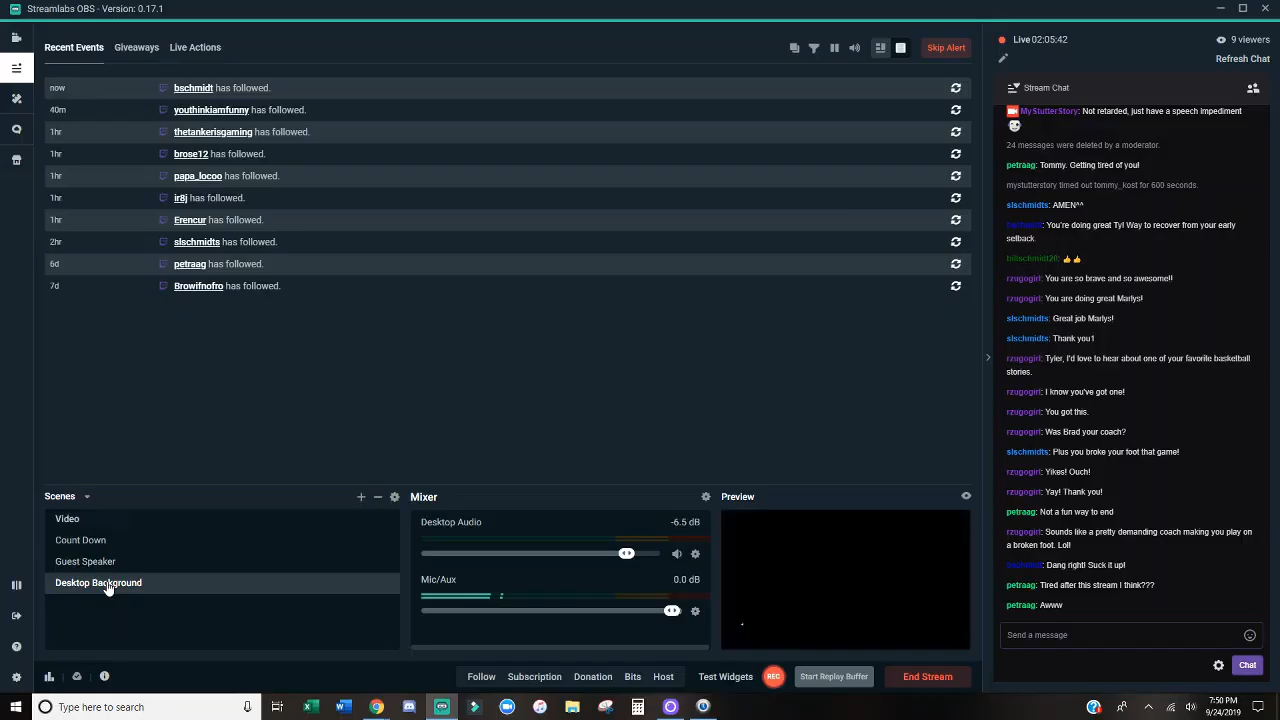 Streamlabs OBS - Version: 0.17.1
Recent Events Giveaways Live Actions Skip Alert
now bschmidt has followed.
40m youthinkiamfunny has followed.
1hr thetankerisgaming has followed.
1hr brose12 has followed.
1hr papa_locoo has followed.
1hr ir8j has followed.
1hr Erencur has followed.
2hr slschmidts has followed.
6d petraag has followed.
7d Browifnofro has followed.
Scenes
Video
Count Down
Guest Speaker
Desktop Background
Mixer
Desktop Audio -6.5 dB
Mic/Aux 0.0 dB
Preview
Follow Subscription Donation Bits Host Test Widgets REC Start Replay Buffer End Stream
Live 02:05:42 9 viewers
Refresh Chat
Stream Chat
MyStutterStory: Not retarded, just have a speech impediment
24 messages were deleted by a moderator.
petraag: Tommy. Getting tired of you!
mystutterstory timed out tommy_kost for 600 seconds.
slschmidts: AMEN^^
You're doing great Ty! Way to recover from your early
setback.
billschmidt20: 👍👍
rzugogirl: You are so brave and so awesome!!
rzugogirl: You are doing great Marlys!
slschmidts: Great job Marlys!
slschmidts: Thank you1
rzugogirl: Tyler, I'd love to hear about one of your favorite basketball
stories.
rzugogirl: I know you've got one!
rzugogirl: You got this.
rzugogirl: Was Brad your coach?
slschmidts: Plus you broke your foot that game!
rzugogirl: Yikes! Ouch!
rzugogirl: Yay! Thank you!
petraag: Not a fun way to end
rzugogirl: Sounds like a pretty demanding coach making you play on
a broken foot. Lol!
Dang right! Suck it up!
petraag: Tired after this stream I think???
petraag: Awww
Send a message
Chat
Type here to search
7:50 PM
9/24/2019